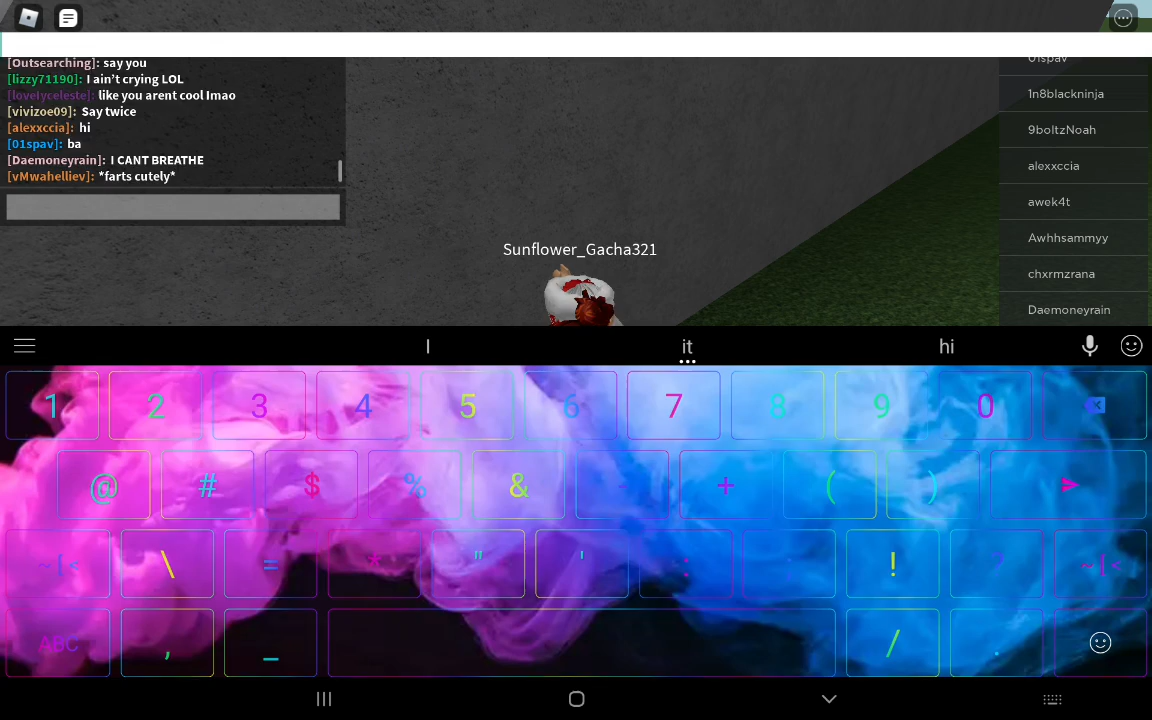 [Outsearching]: say you
[lizzy71190]: I ain't crying LOL
[loveIyceleste]: like you arent cool lmao
[vivizoe09]: Say twice
[alexxccia]: hi
[01spav]: ba
[Daemoneyrain]: I CANT BREATHE
[vMwahelliev]: *farts cutely*
01spav
1n8blackninja
9boltzNoah
alexxccia
awek4t
Awhhsammyy
chxrmzrana
Daemoneyrain
Sunflower_Gacha321
I it hi
1 2 3 4 5 6 7 8 9 0
@ # $ % & - + ( )
~[< \ = * " ' : ; ! ? ~[<
ABC , _ / .